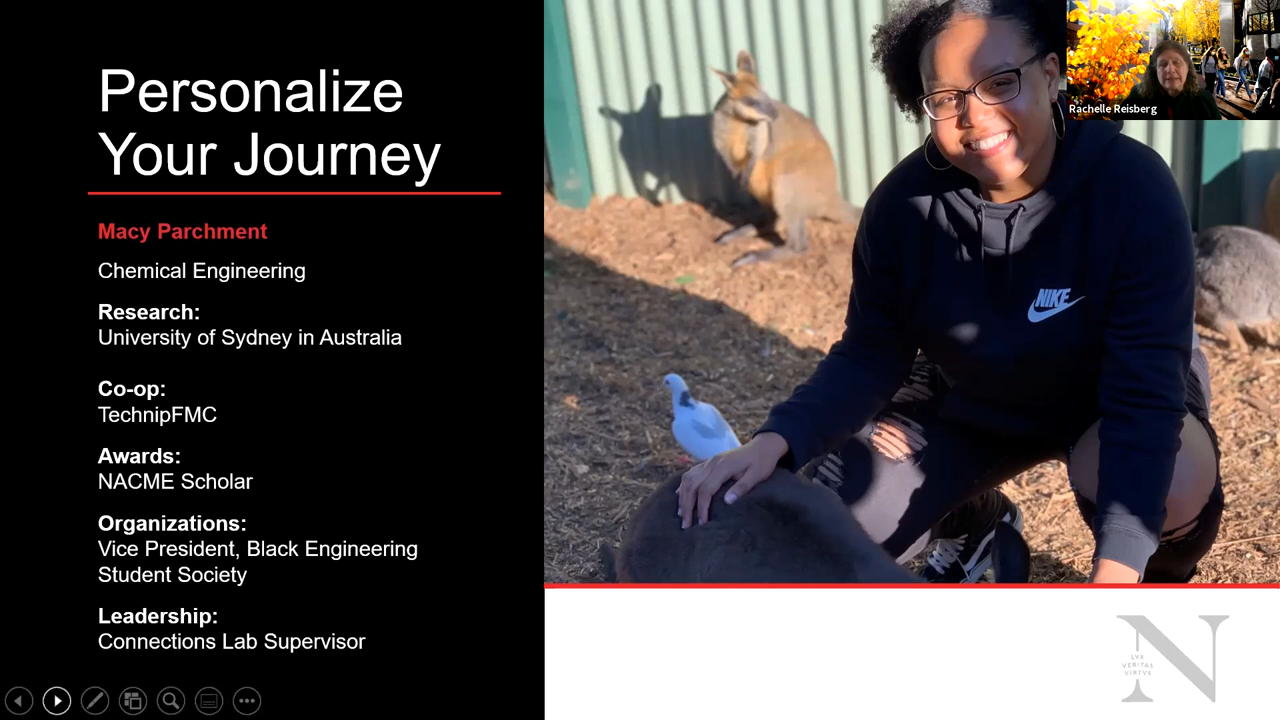 Personalize
Your Journey
Macy Parchment
Chemical Engineering
Research:
University of Sydney in Australia
Co-op:
TechnipFMC
Awards:
NACME Scholar
Organizations:
Vice President, Black Engineering
Student Society
Leadership:
Connections Lab Supervisor
Rachelle Reisberg
NIKE
N
LVX
VERITAS
VIRTVS